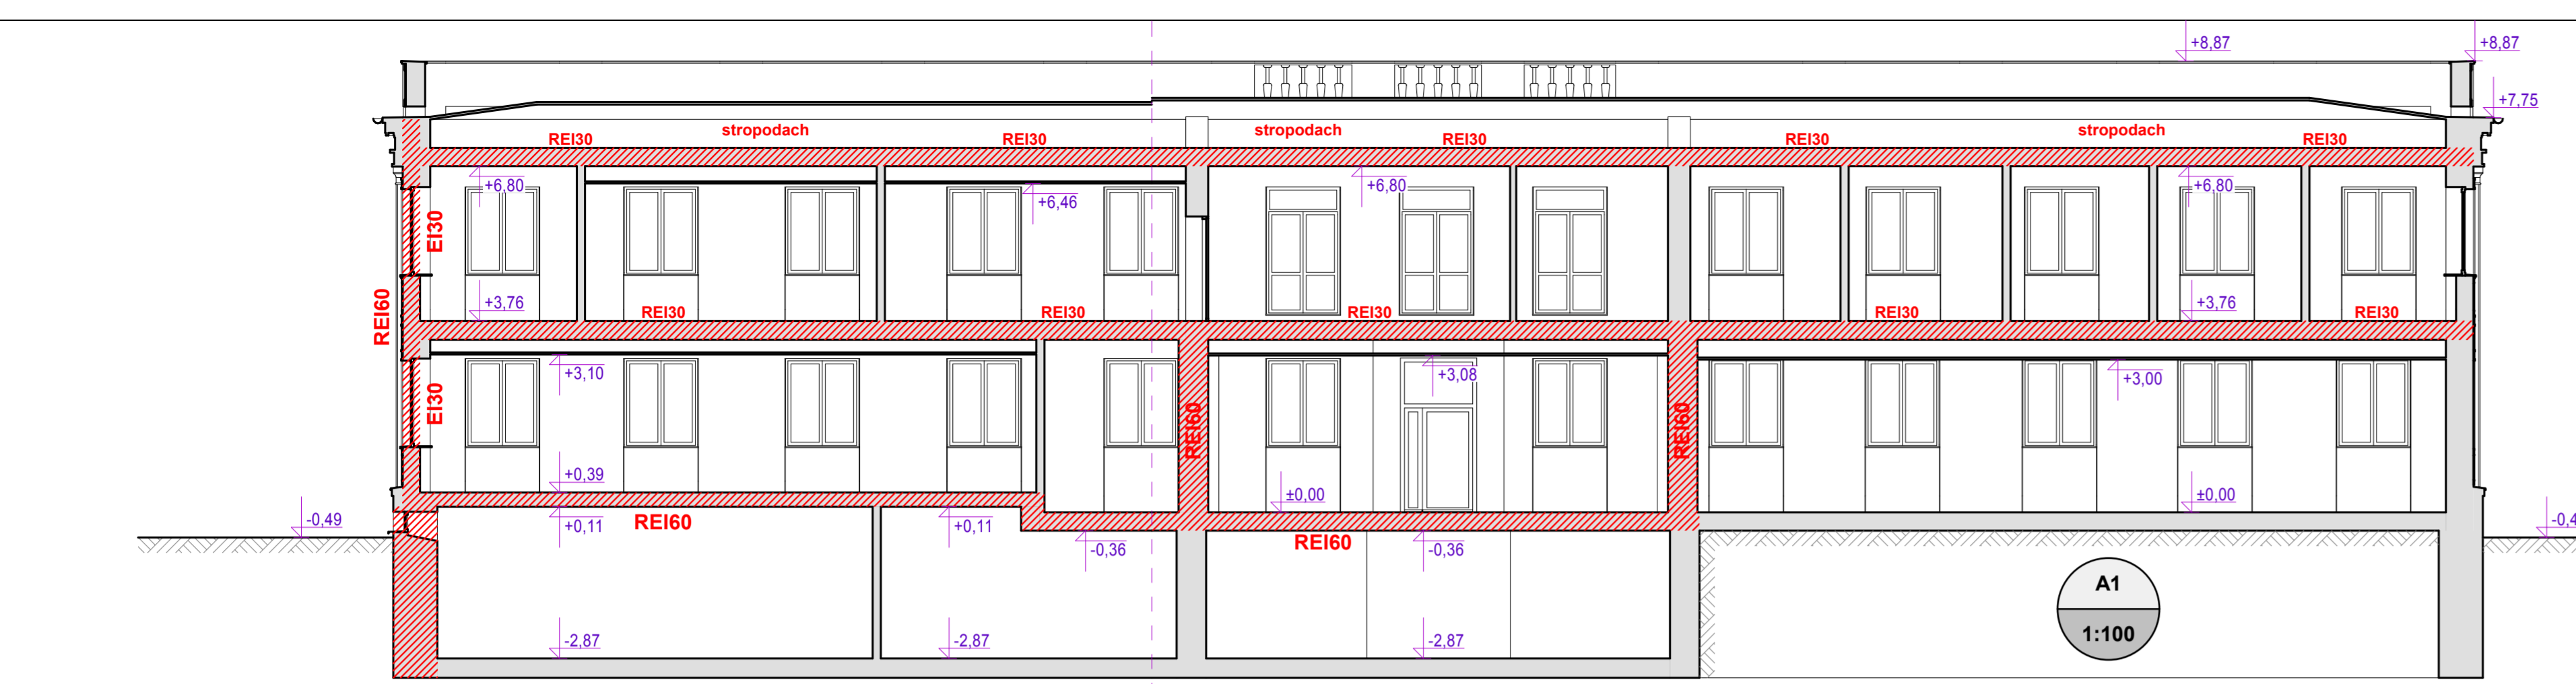 +8,87
+8,87
+7,75
REI30
stropodach
REI30
stropodach
REI30
REI30
stropodach
REI30
+6,80
+6,46
+6,80
+6,80
EI30
REI60
+3,76
REI30
REI30
REI30
REI30
+3,76
REI30
+3,10
+3,08
+3,00
EI30
REI60
REI60
+0,39
±0,00
±0,00
-0,49
+0,11
REI60
+0,11
-0,36
REI60
-0,36
-0,4
A1
1:100
-2,87
-2,87
-2,87